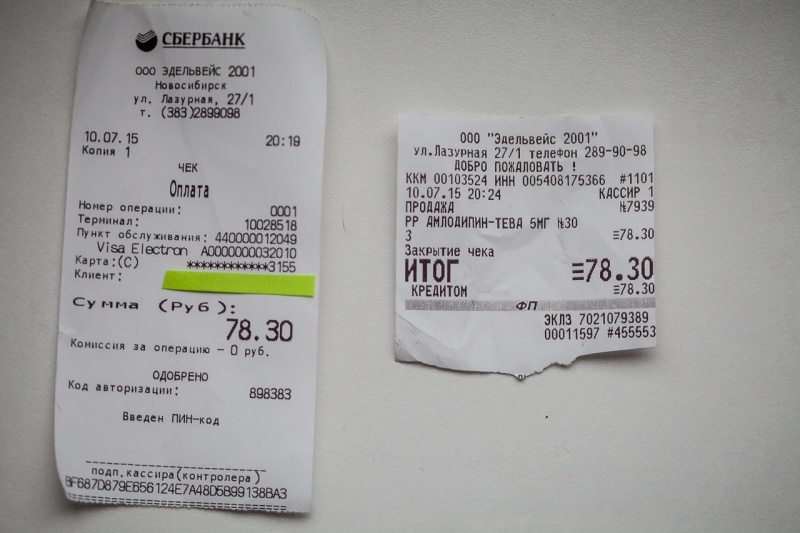 СБЕРБАНК
ООО ЭДЕЛЬВЕЙС 2001
Новосибирск
ул. Лазурная, 27/1
т. (383)2899098
10.07.15 20:19
Копия 1
ЧЕК
Оплата
Номер операции: 0001
Терминал: 10028518
Пункт обслуживания: 440000012049
Visa Electron A0000000032010
Карта:(C) ************3155
Клиент:
Сумма (Руб):
78.30
Комиссия за операцию - 0 руб.
ОДОБРЕНО
Код авторизации: 898383
Введен ПИН-код
подп.кассира(контролера)
BF687D879E656124E7A48D5B99138BA3
ООО "Эдельвейс 2001"
ул.Лазурная 27/1 телефон 289-90-98
ДОБРО ПОЖАЛОВАТЬ !
ККМ 00103524 ИНН 005408175366 #1101
10.07.15 20:24 КАССИР 1
ПРОДАЖА №7939
РР АМЛОДИПИН-ТЕВА 5МГ №30
3 ≡78.30
Закрытие чека
ИТОГ ≡78.30
КРЕДИТОМ ≡78.30
ФП
ЭКЛЗ 7021079389
00011597 #455553